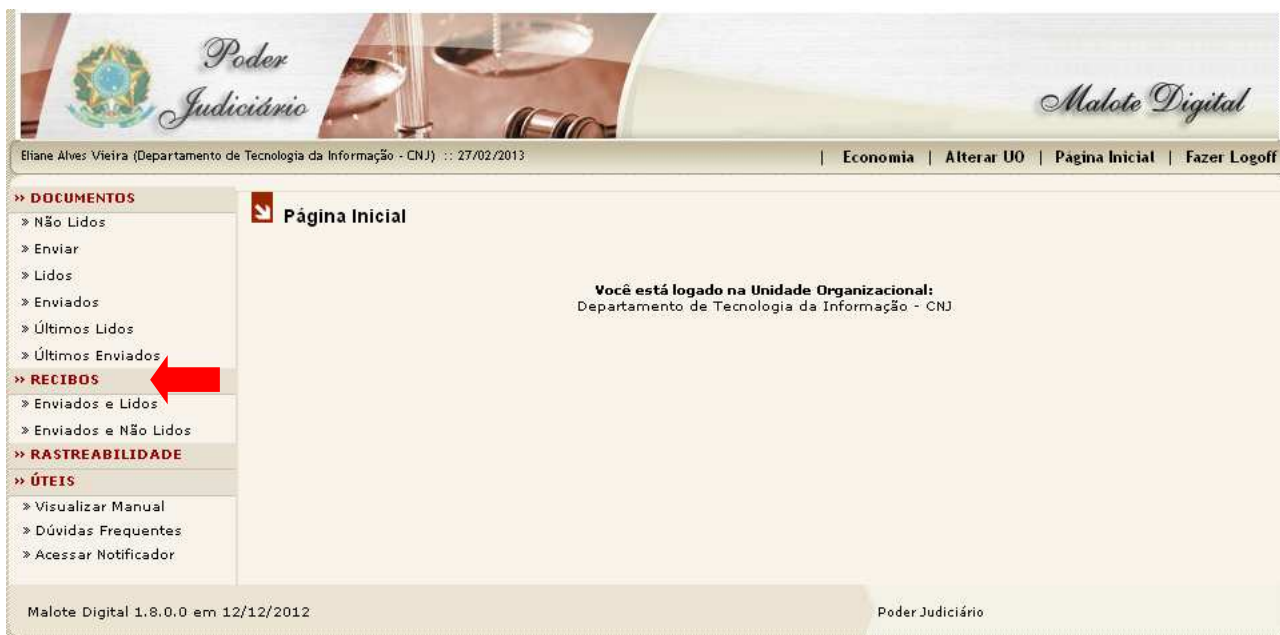 Poder
Judiciário
Malote Digital
Eliane Alves Vieira (Departamento de Tecnologia da Informação - CNJ) :: 27/02/2013
| Economia | Alterar UO | Página Inicial | Fazer Logoff
» DOCUMENTOS
» Não Lidos
» Enviar
» Lidos
» Enviados
» Últimos Lidos
» Últimos Enviados
» RECIBOS
» Enviados e Lidos
» Enviados e Não Lidos
» RASTREABILIDADE
» ÚTEIS
» Visualizar Manual
» Dúvidas Frequentes
» Acessar Notificador
Página Inicial
Você está logado na Unidade Organizacional:
Departamento de Tecnologia da Informação - CNJ
Malote Digital 1.8.0.0 em 12/12/2012
Poder Judiciário